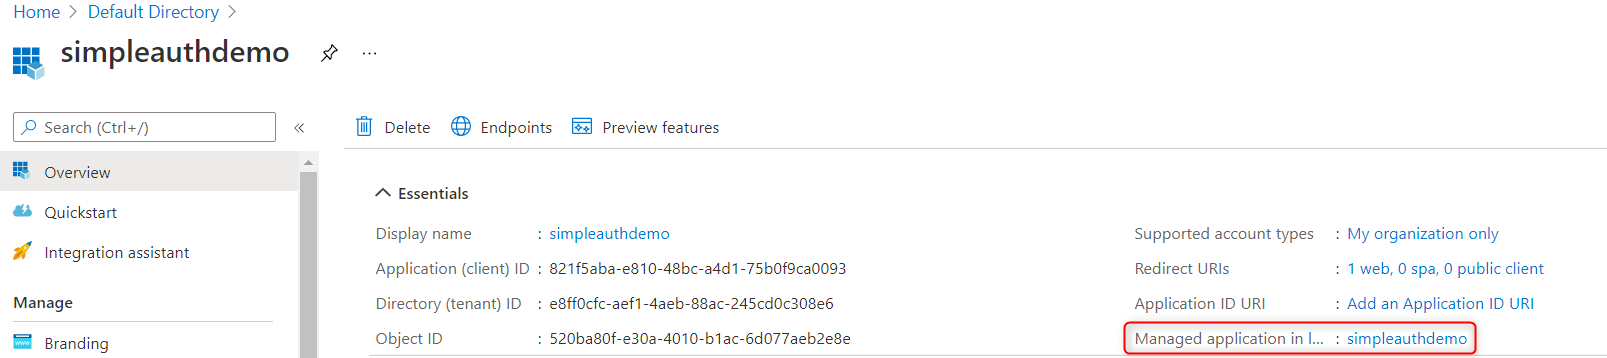 Home > Default Directory >
simpleauthdemo ...
Search (Ctrl+/) «
Delete Endpoints Preview features
Overview
Quickstart
Integration assistant
Manage
Branding
Essentials
Display name : simpleauthdemo
Application (client) ID : 821f5aba-e810-48bc-a4d1-75b0f9ca0093
Directory (tenant) ID : e8ff0cfc-aef1-4aeb-88ac-245cd0c308e6
Object ID : 520ba80f-e30a-4010-b1ac-6d077aeb2e8e
Supported account types : My organization only
Redirect URIs : 1 web, 0 spa, 0 public client
Application ID URI : Add an Application ID URI
Managed application in l... : simpleauthdemo